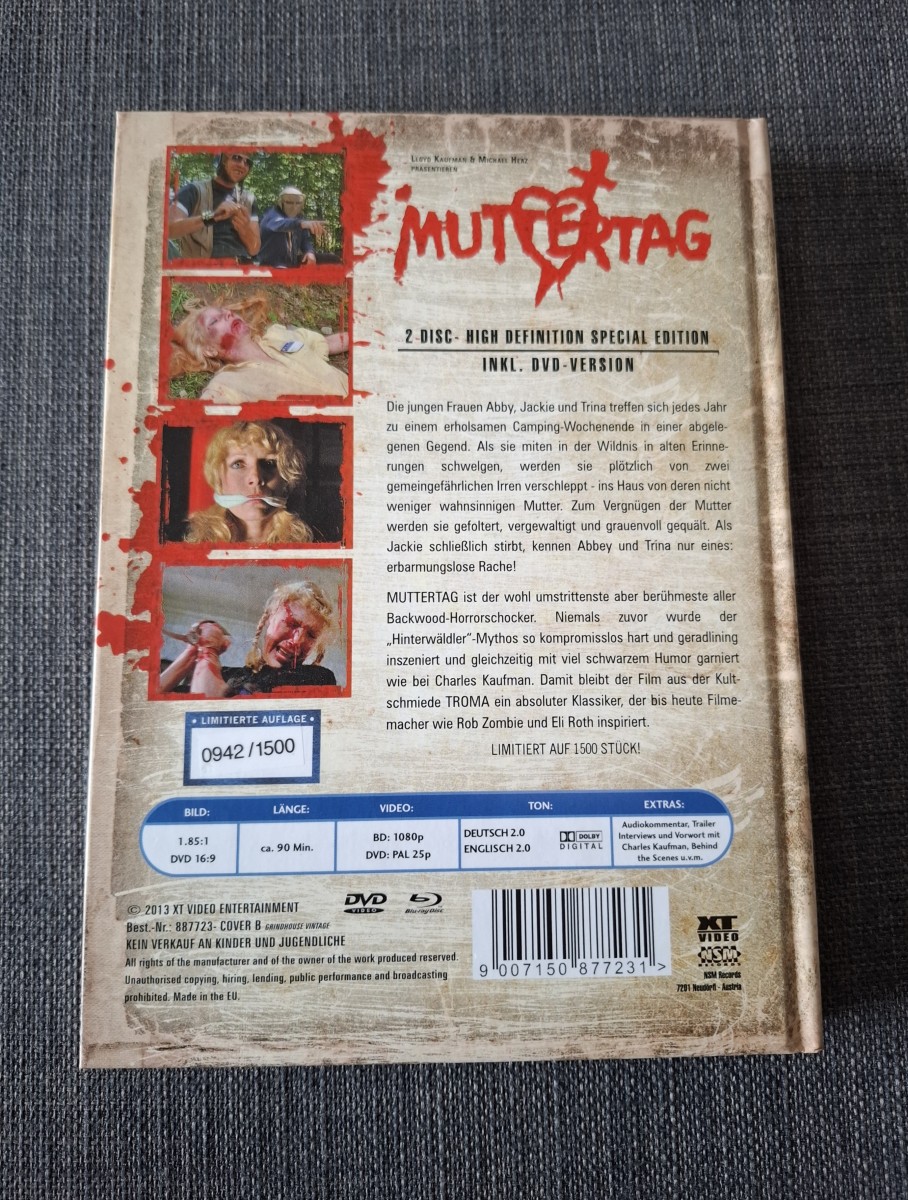 Lloyd Kaufman & Michael Herz
präsentieren
MUTTERTAG
2-DISC- HIGH DEFINITION SPECIAL EDITION
INKL. DVD-VERSION
Die jungen Frauen Abby, Jackie und Trina treffen sich jedes Jahr
zu einem erholsamen Camping-Wochenende in einer abgele-
genen Gegend. Als sie miten in der Wildnis in alten Erinne-
rungen schwelgen, werden sie plötzlich von zwei
gemeingefährlichen Irren verschleppt - ins Haus von deren nicht
weniger wahnsinnigen Mutter. Zum Vergnügen der Mutter
werden sie gefoltert, vergewaltigt und grauenvoll gequält. Als
Jackie schließlich stirbt, kennen Abbey und Trina nur eines:
erbarmungslose Rache!
MUTTERTAG ist der wohl umstrittenste aber berühmeste aller
Backwood-Horrorschocker. Niemals zuvor wurde der
„Hinterwäldler"-Mythos so kompromisslos hart und geradlining
inszeniert und gleichzeitig mit viel schwarzem Humor garniert
wie bei Charles Kaufman. Damit bleibt der Film aus der Kult-
schmiede TROMA ein absoluter Klassiker, der bis heute Filme-
macher wie Rob Zombie und Eli Roth inspiriert.
LIMITIERT AUF 1500 STÜCK!
• LIMITIERTE AUFLAGE •
0942/1500
BILD:
1.85:1
DVD 16:9
LÄNGE:
ca. 90 Min.
VIDEO:
BD: 1080p
DVD: PAL 25p
TON:
DEUTSCH 2.0
ENGLISCH 2.0
DOLBY
DIGITAL
EXTRAS:
Audiokommentar, Trailer
Interviews und Vorwort mit
Charles Kaufman, Behind
the Scenes u.v.m.
© 2013 XT VIDEO ENTERTAINMENT
Best.-Nr.: 887723- COVER B GRINDHOUSE VINTAGE
KEIN VERKAUF AN KINDER UND JUGENDLICHE
All rights of the manufacturer and of the owner of the work produced reserved.
Unauthorised copying, hiring, lending, public performance and broadcasting
prohibited. Made in the EU.
DVD
VIDEO
Blu-ray Disc
9 007150 877231 >
XT
VIDEO
NSM
NSM Records
7201 Neudörfl - Austria